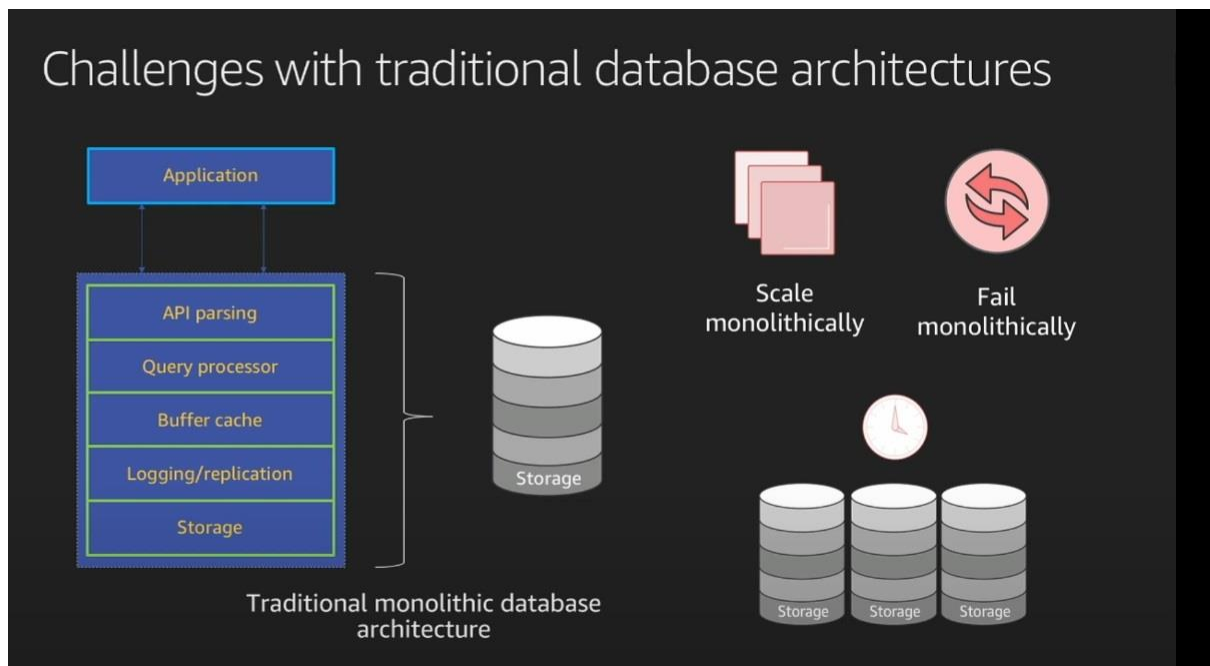 Challenges with traditional database architectures
Application
API parsing
Query processor
Buffer cache
Logging/replication
Storage
Storage
Traditional monolithic database
architecture
Scale
monolithically
Fail
monolithically
Storage
Storage
Storage